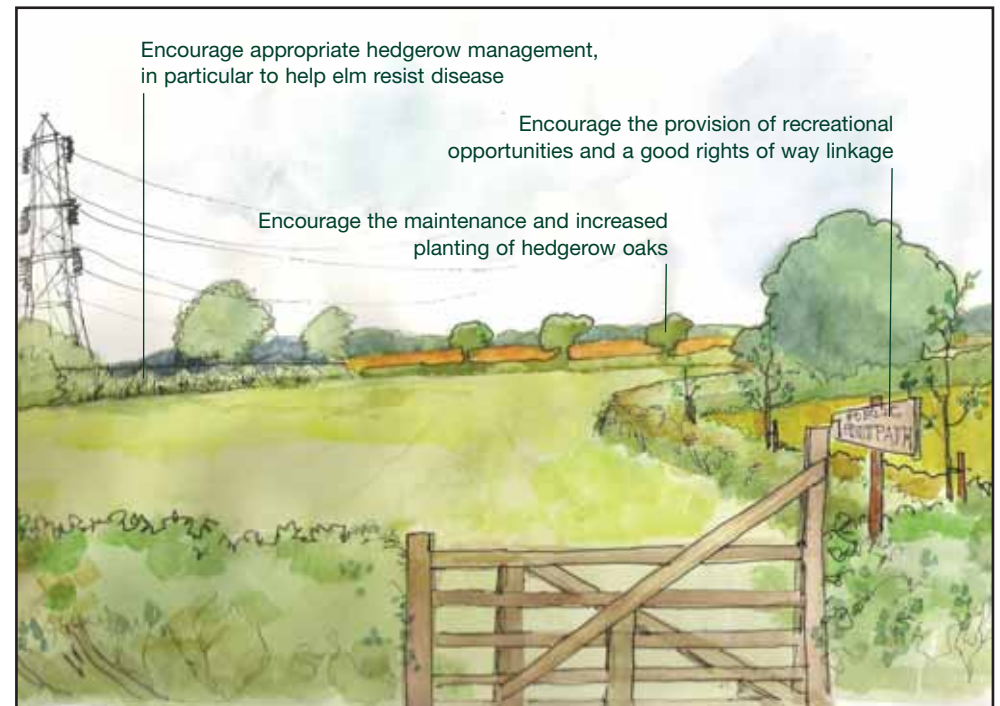 Encourage appropriate hedgerow management,
in particular to help elm resist disease
Encourage the provision of recreational
opportunities and a good rights of way linkage
Encourage the maintenance and increased
planting of hedgerow oaks
PUBLIC
FOOTPATH